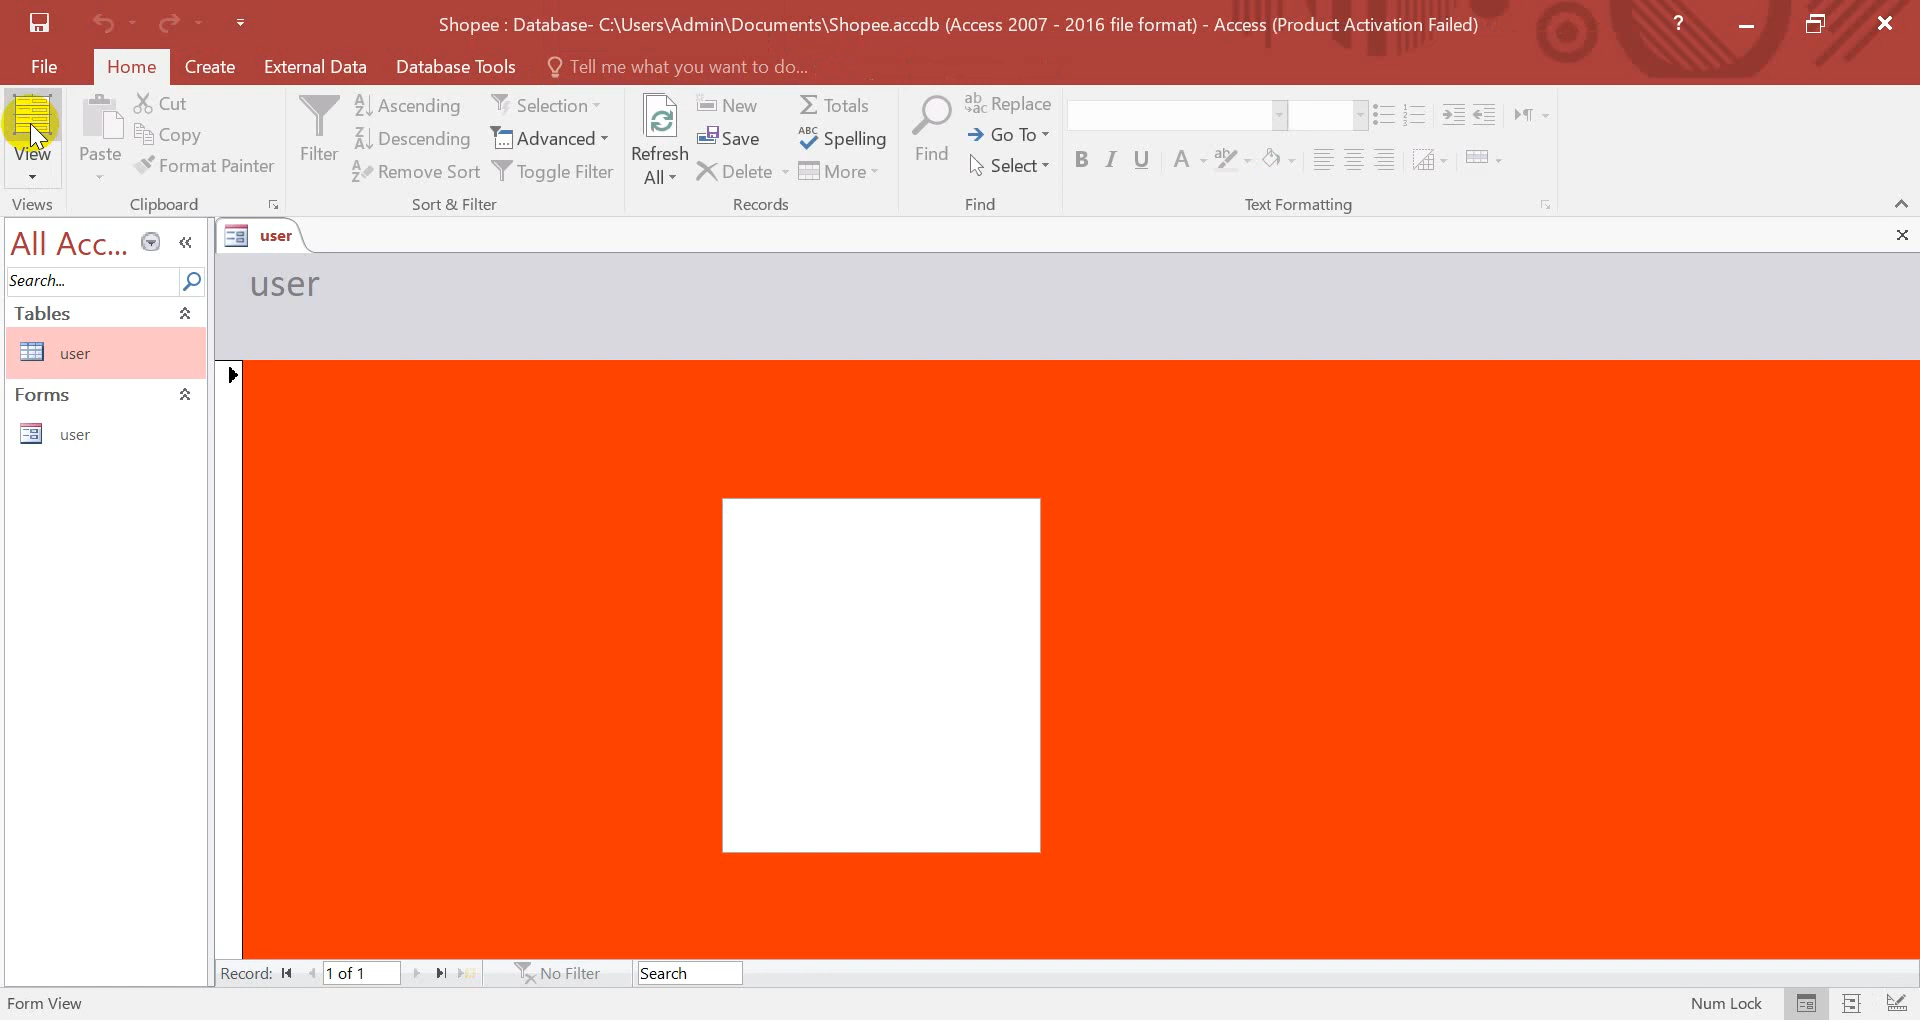 Shopee : Database- C:\Users\Admin\Documents\Shopee.accdb (Access 2007 - 2016 file format) - Access (Product Activation Failed)
?
File Home Create External Data Database Tools Tell me what you want to do...
View
Views
Paste
Cut
Copy
Format Painter
Clipboard
Filter
Ascending
Descending
Remove Sort
Selection
Advanced
Toggle Filter
Sort & Filter
Refresh
All
New
Save
Delete
Totals
Spelling
More
Records
Find
Replace
Go To
Select
Find
B I U A
Text Formatting
All Acc...
Search...
Tables
user
Forms
user
user
user
Record: 1 of 1 No Filter Search
Form View
Num Lock